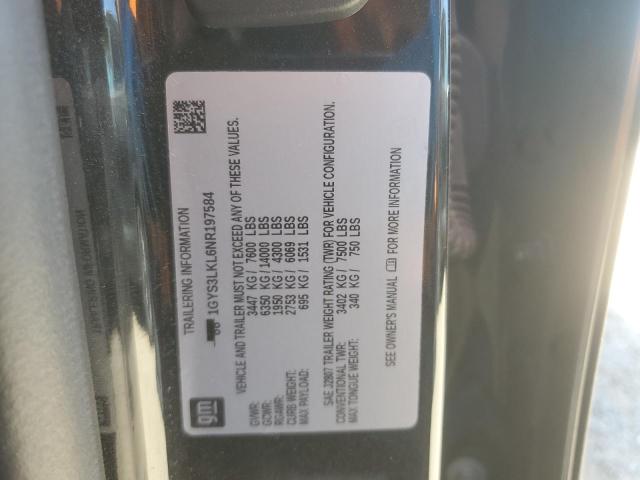 TRAILERING INFORMATION
1GYS3LKL6NR197584
gm
VEHICLE AND TRAILER MUST NOT EXCEED ANY OF THESE VALUES.
GVWR: 3447 KG / 7600 LBS
GCWR: 6350 KG / 14000 LBS
RGAWR: 1950 KG / 4300 LBS
CURB WEIGHT: 2753 KG / 6069 LBS
MAX PAYLOAD: 695 KG / 1531 LBS
SAE J2807 TRAILER WEIGHT RATING (TWR) FOR VEHICLE CONFIGURATION.
CONVENTIONAL TWR: 3402 KG / 7500 LBS
MAX TONGUE WEIGHT: 340 KG / 750 LBS
SEE OWNER'S MANUAL FOR MORE INFORMATION